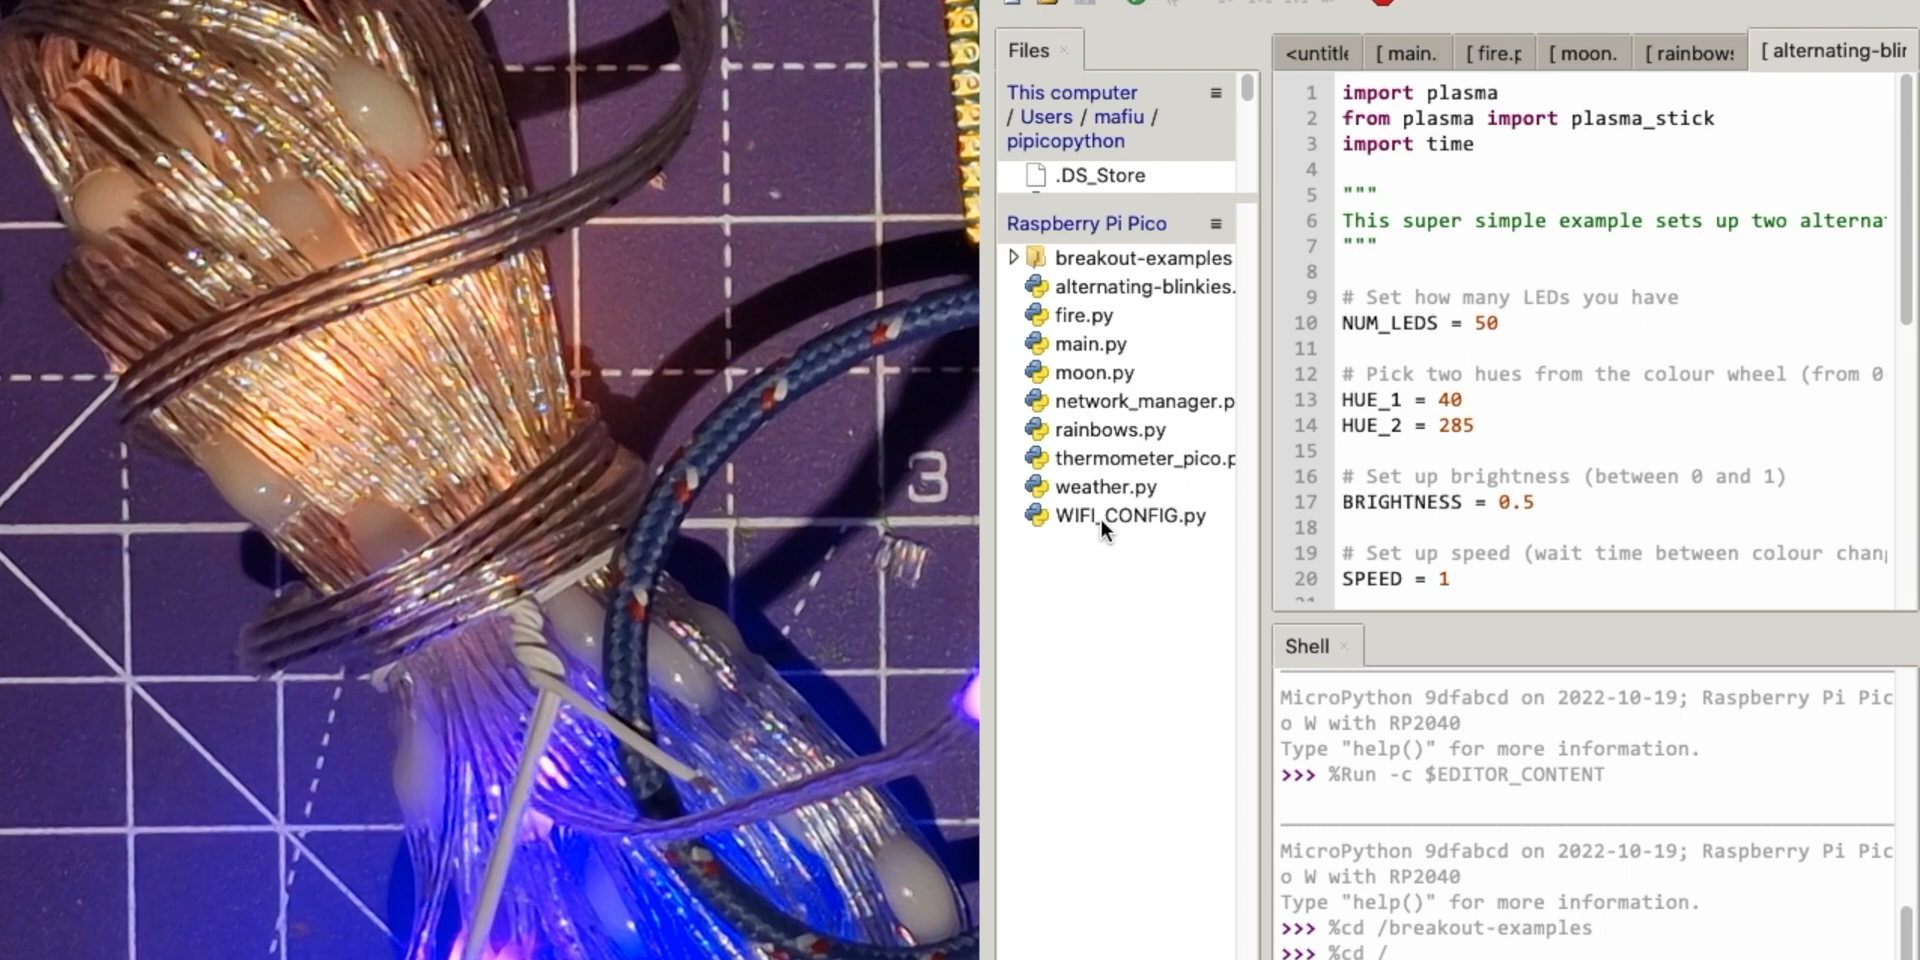 3
Files
This computer
/ Users / mafiu /
pipicopython
.DS_Store
Raspberry Pi Pico
breakout-examples
alternating-blinkies.
fire.py
main.py
moon.py
network_manager.p
rainbows.py
thermometer_pico.p
weather.py
WIFI_CONFIG.py
<untitle
[ main.
[ fire.p
[ moon.
[ rainbows
[ alternating-blin
1 import plasma
2 from plasma import plasma_stick
3 import time
4
5 """
6 This super simple example sets up two alterna
7 """
8
9 # Set how many LEDs you have
10 NUM_LEDS = 50
11
12 # Pick two hues from the colour wheel (from 0
13 HUE_1 = 40
14 HUE_2 = 285
15
16 # Set up brightness (between 0 and 1)
17 BRIGHTNESS = 0.5
18
19 # Set up speed (wait time between colour chan
20 SPEED = 1
21
Shell
MicroPython 9dfabcd on 2022-10-19; Raspberry Pi Pic
o W with RP2040
Type "help()" for more information.
>>> %Run -c $EDITOR_CONTENT
MicroPython 9dfabcd on 2022-10-19; Raspberry Pi Pic
o W with RP2040
Type "help()" for more information.
>>> %cd /breakout-examples
>>> %cd /